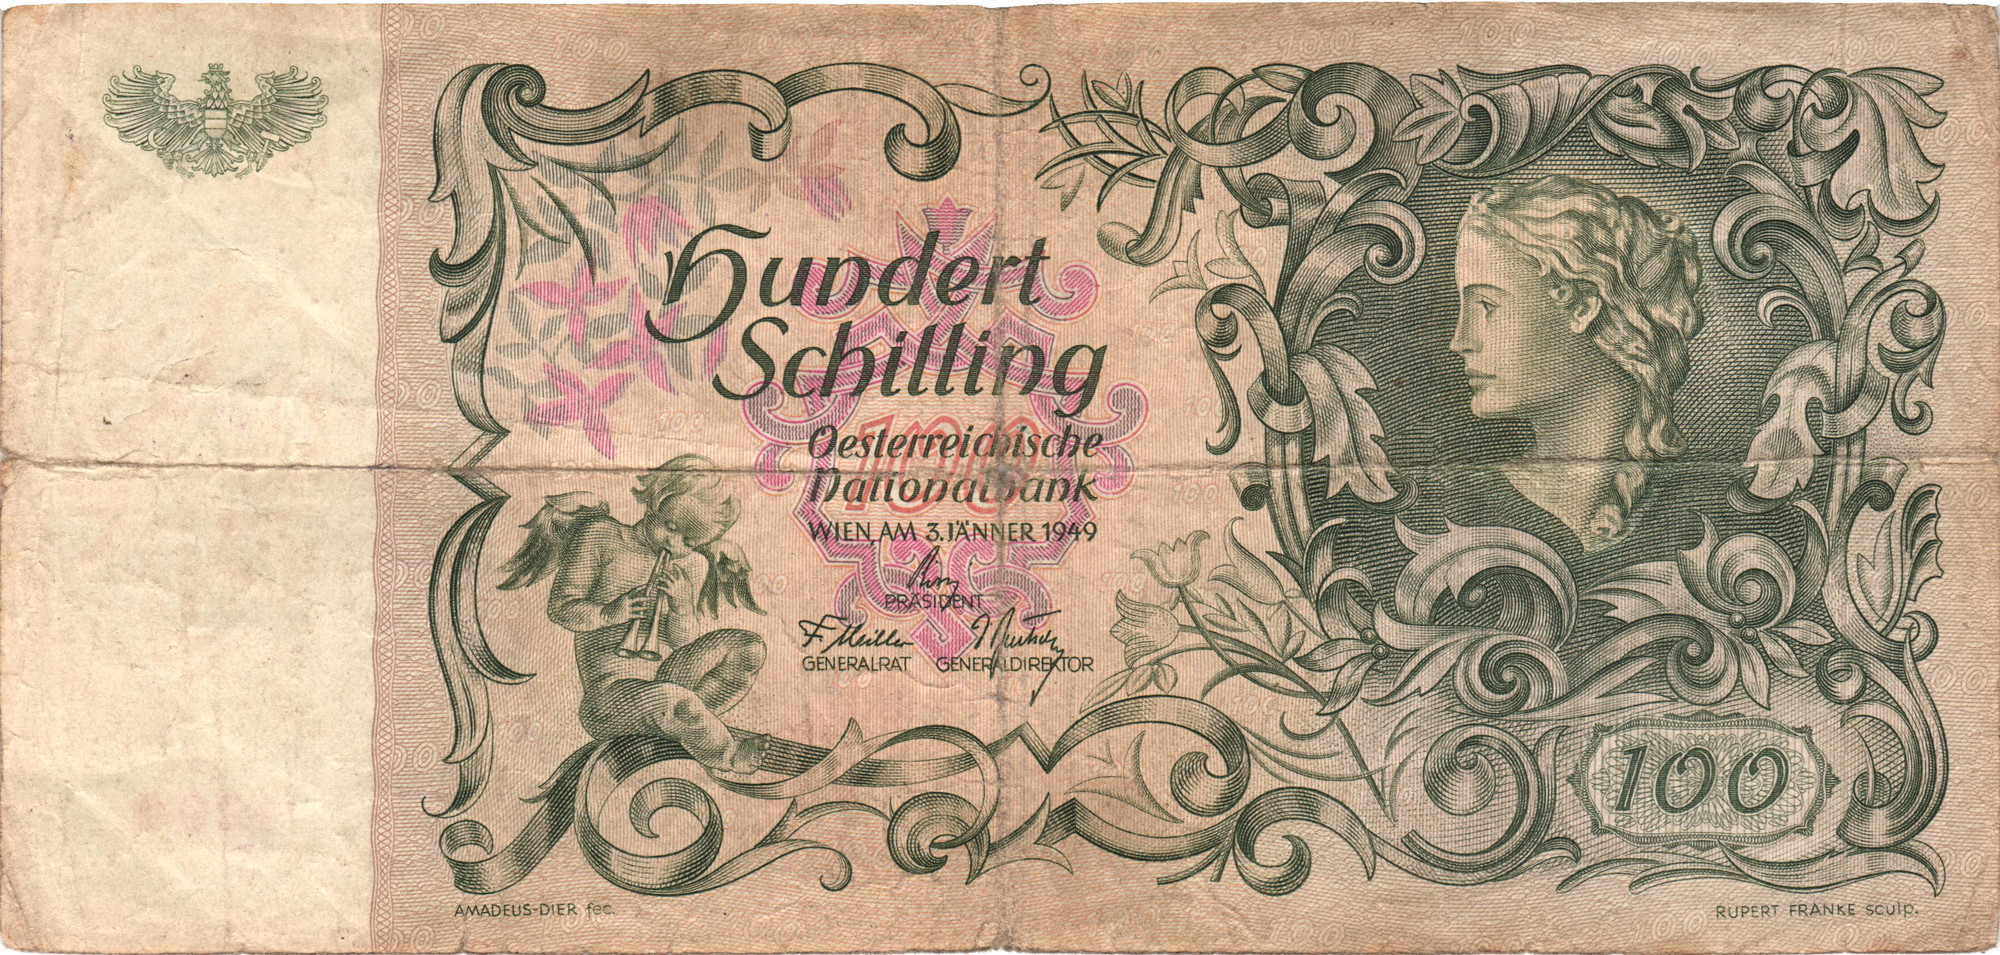 Hundert
Schilling
100
Oesterreichische
Nationalbank
WIEN, AM 3. JÄNNER 1949
PRÄSIDENT
GENERALRAT GENERALDIREKTOR
100
AMADEUS-DIER fec.
RUPERT FRANKE sculp.